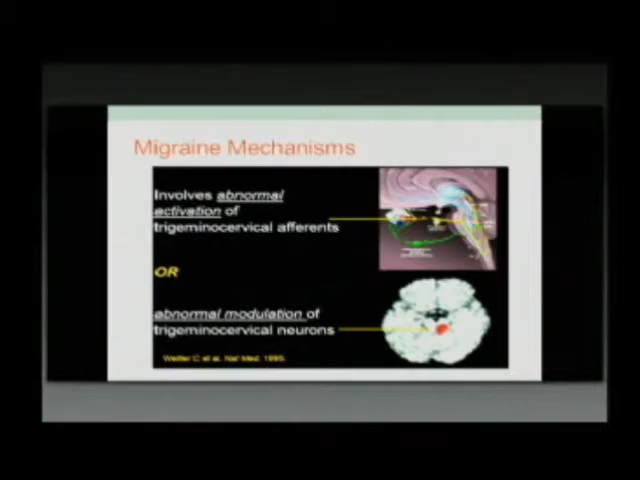 Migraine Mechanisms
Involves abnormal
activation of
trigeminocervical afferents
OR
abnormal modulation of
trigeminocervical neurons
et al. Nat Med. 1995.